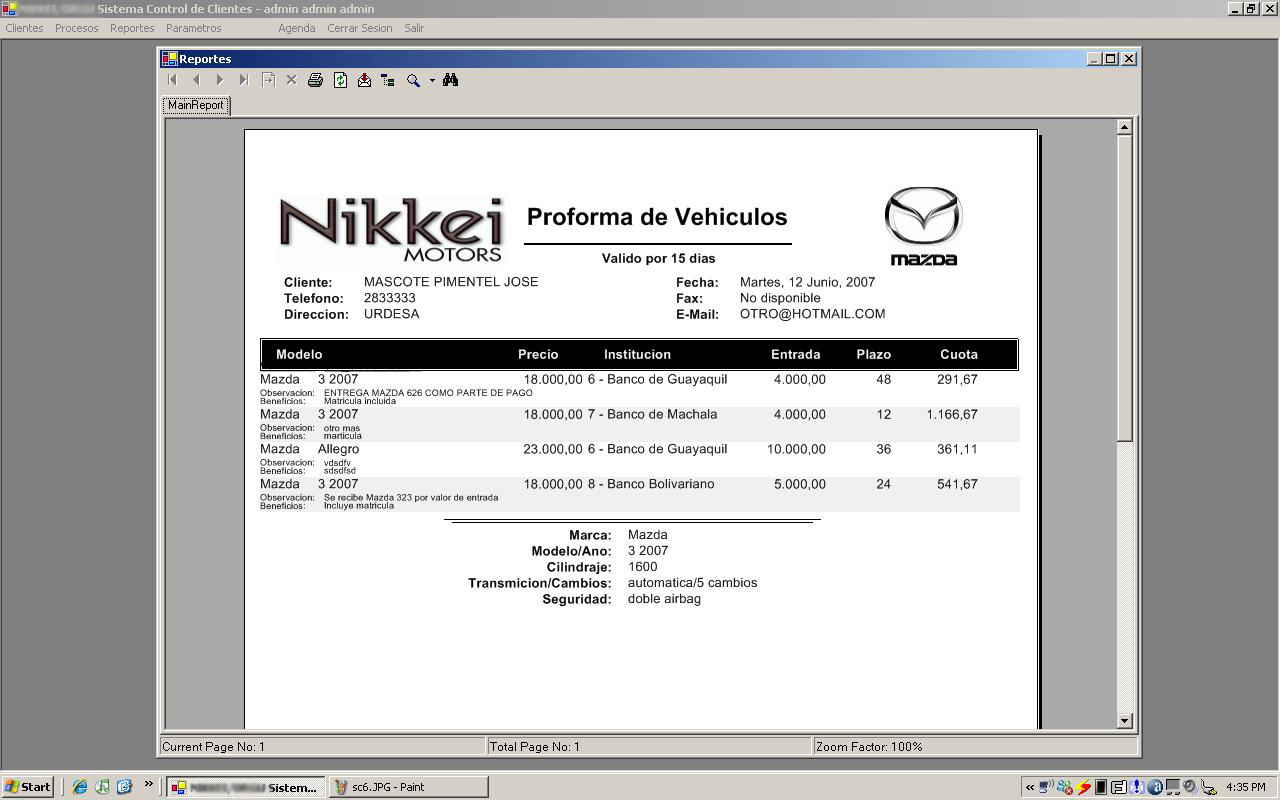 Sistema Control de Clientes - admin admin admin
Clientes Procesos Reportes Parametros Agenda Cerrar Sesion Salir
Reportes
MainReport
Nikkei MOTORS
Proforma de Vehiculos
Valido por 15 dias
mazda
Cliente: MASCOTE PIMENTEL JOSE Fecha: Martes, 12 Junio, 2007
Telefono: 2833333 Fax: No disponible
Direccion: URDESA E-Mail: OTRO@HOTMAIL.COM
Modelo Precio Institucion Entrada Plazo Cuota
Mazda 3 2007 18.000,00 6 - Banco de Guayaquil 4.000,00 48 291,67
Observacion: ENTREGA MAZDA 626 COMO PARTE DE PAGO
Beneficios: Matricula incluida
Mazda 3 2007 18.000,00 7 - Banco de Machala 4.000,00 12 1.166,67
Observacion: otro mas
Beneficios: marticula
Mazda Allegro 23.000,00 6 - Banco de Guayaquil 10.000,00 36 361,11
Observacion: vdsdfv
Beneficios: sdsdfsd
Mazda 3 2007 18.000,00 8 - Banco Bolivariano 5.000,00 24 541,67
Observacion: Se recibe Mazda 323 por valor de entrada
Beneficios: Incluye matricula
Marca: Mazda
Modelo/Ano: 3 2007
Cilindraje: 1600
Transmicion/Cambios: automatica/5 cambios
Seguridad: doble airbag
Current Page No: 1 Total Page No: 1 Zoom Factor: 100%
Start Sistem... sc6.JPG - Paint 4:35 PM